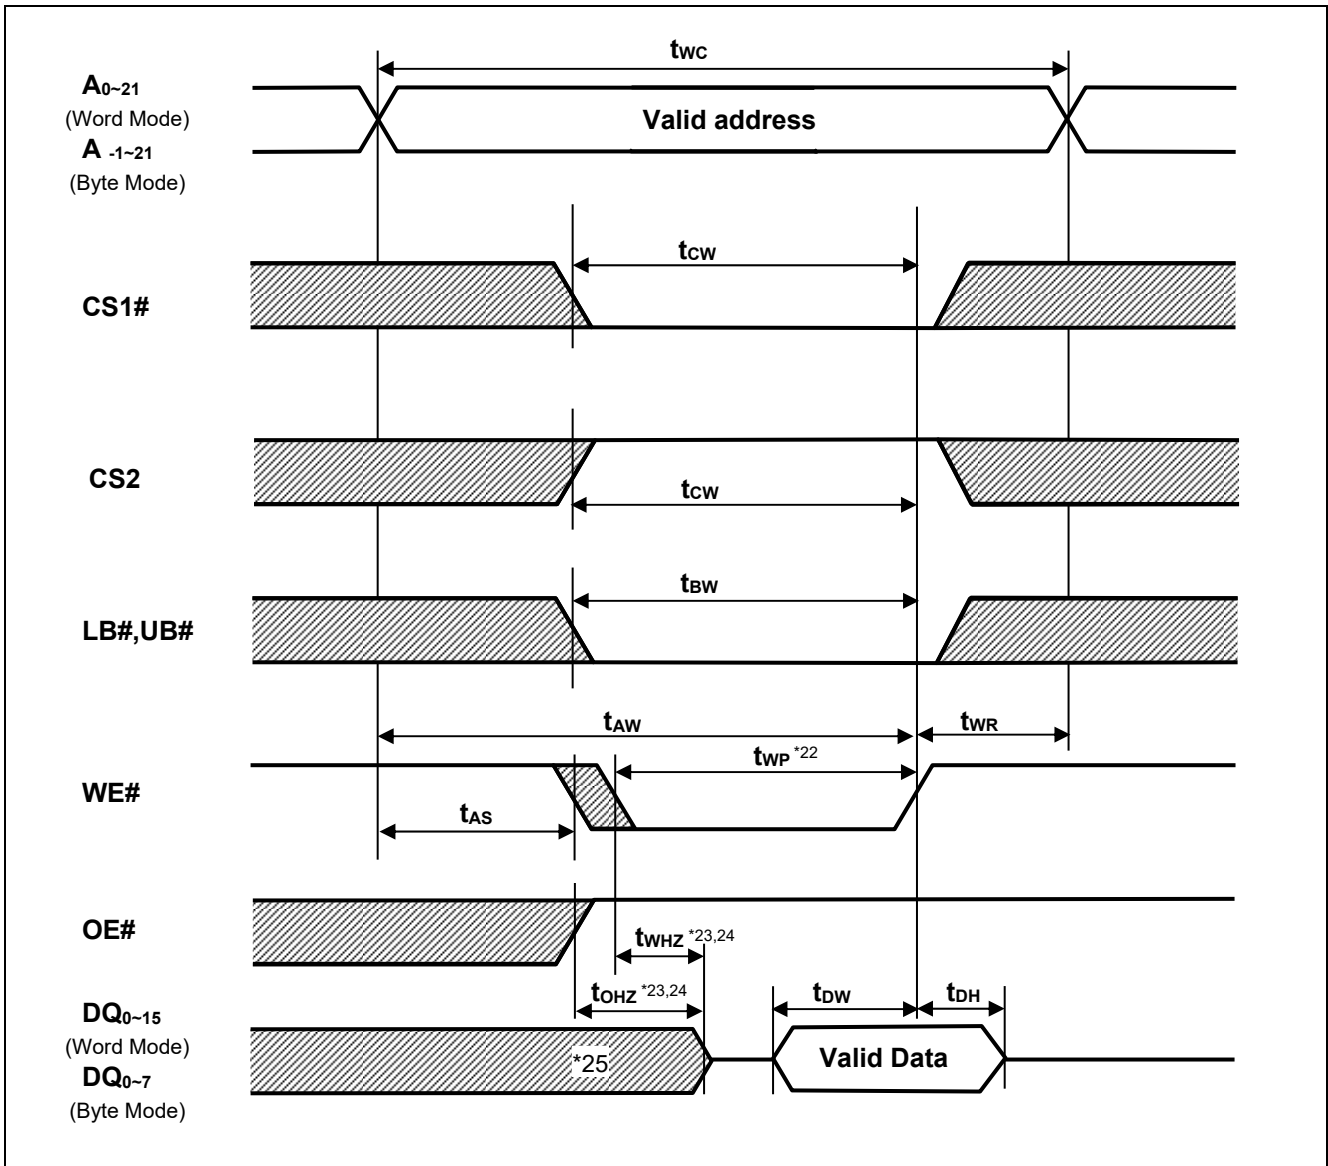 tWC
A0~21
(Word Mode)
A -1~21
(Byte Mode)
Valid address
tCW
CS1#
CS2
tCW
tBW
LB#,UB#
tAW
tWR
tWP *22
WE#
tAS
OE#
tWHZ *23,24
tOHZ *23,24
tDW
tDH
DQ0~15
(Word Mode)
DQ0~7
(Byte Mode)
*25
Valid Data